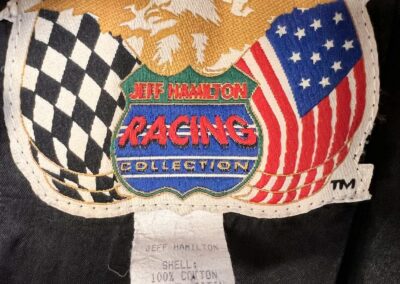 JEFF HAMILTON
RACING
COLLECTION
TM
JEFF HAMILTON
SHELL:
100% COTTON